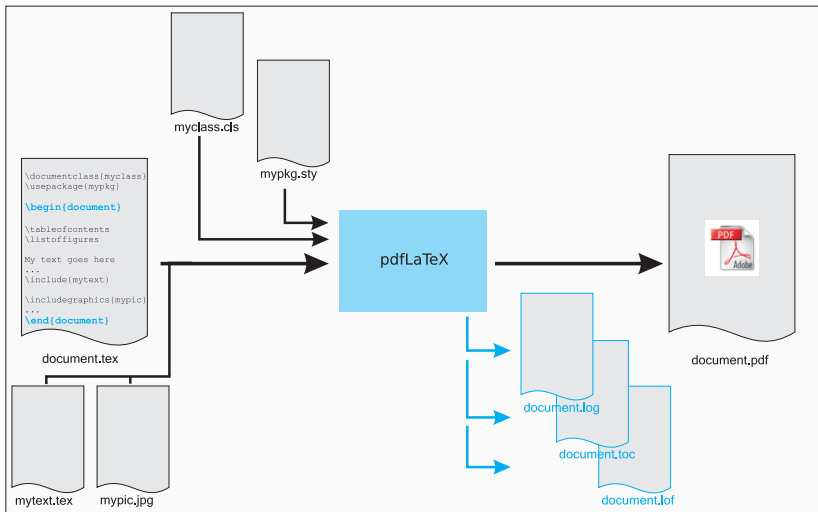 myclass.cls
mypkg.sty
\documentclass{myclass}
\usepackage{mypkg}
\begin{document}
\tableofcontents
\listoffigures
My text goes here
...
\include{mytext}
\includegraphics{mypic}
...
\end{document}
document.tex
mytext.tex
mypic.jpg
pdfLaTeX
document.log
document.toc
document.lof
PDF
Adobe
document.pdf